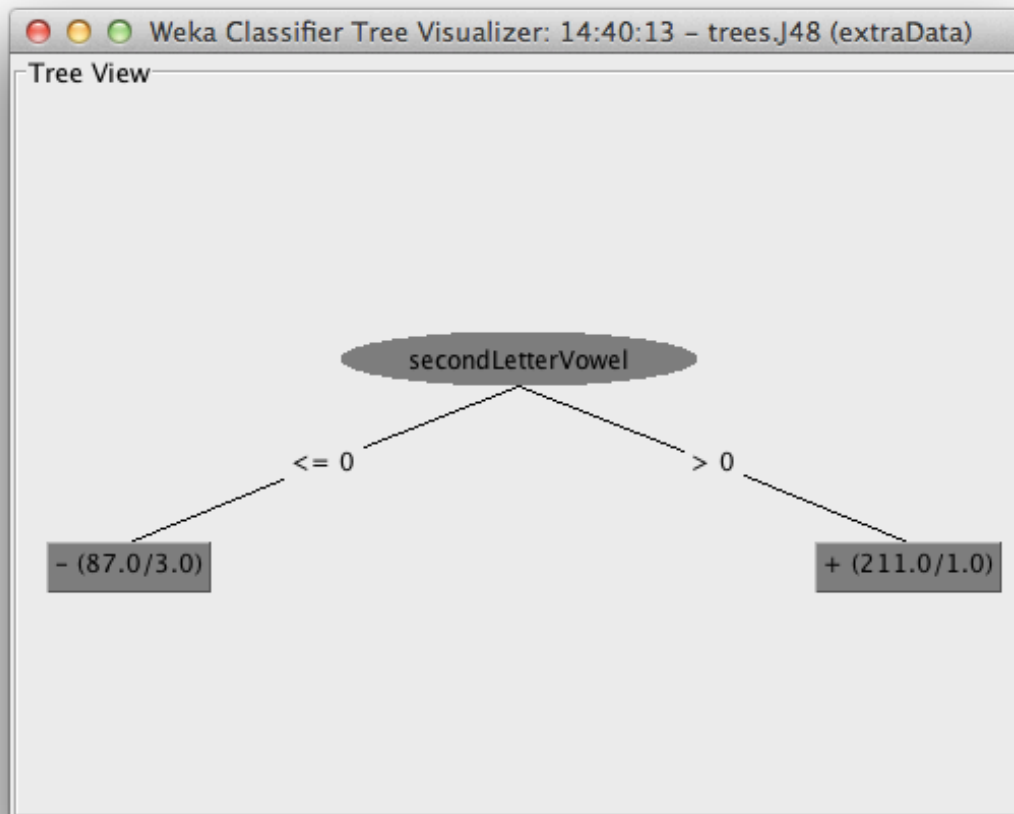 Weka Classifier Tree Visualizer: 14:40:13 – trees.J48 (extraData)
Tree View
secondLetterVowel
<= 0
> 0
– (87.0/3.0)
+ (211.0/1.0)